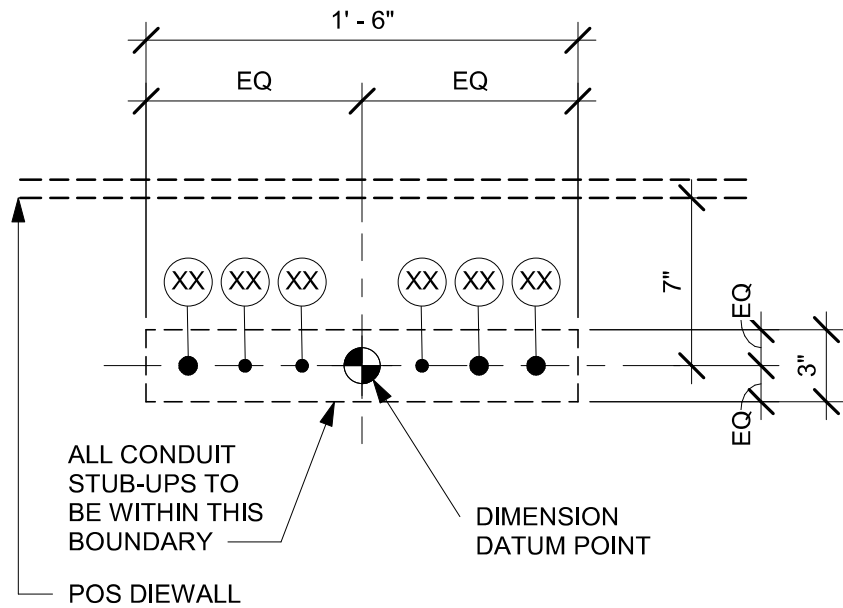 1' - 6"
EQ EQ
XX XX XX XX XX XX
7"
EQ
3"
EQ
ALL CONDUIT
STUB-UPS TO
BE WITHIN THIS
BOUNDARY
DIMENSION
DATUM POINT
POS DIEWALL